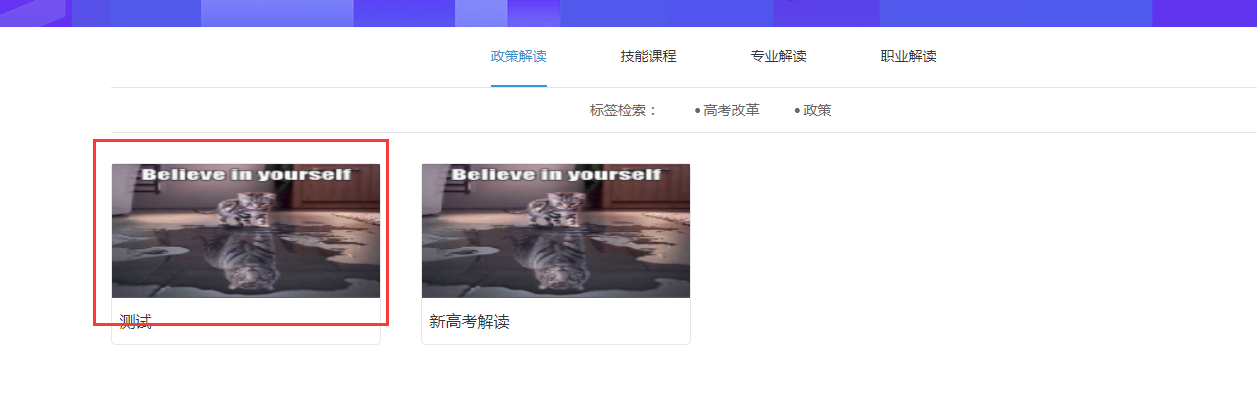 政策解读 技能课程 专业解读 职业解读
标签检索： • 高考改革 • 政策
Believe in yourself Believe in yourself
测试 新高考解读